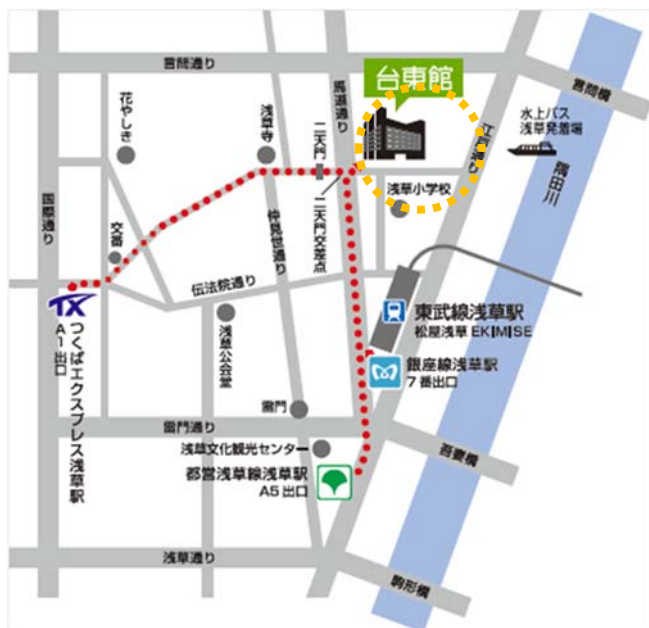 言問通り
台東館
言問橋
花やしき
浅草寺
二天門
馬道通り
江戸通り
水上バス
浅草発着場
隅田川
国際通り
交番
仲見世通り
二天門交差点
浅草小学校
伝法院通り
TX
A1出口
つくばエクスプレス浅草駅
浅草公会堂
東武線浅草駅
松屋浅草 EKIMISE
銀座線浅草駅
7番出口
雷門
雷門通り
浅草文化観光センター
都営浅草線浅草駅
A5出口
吾妻橋
浅草通り
駒形橋